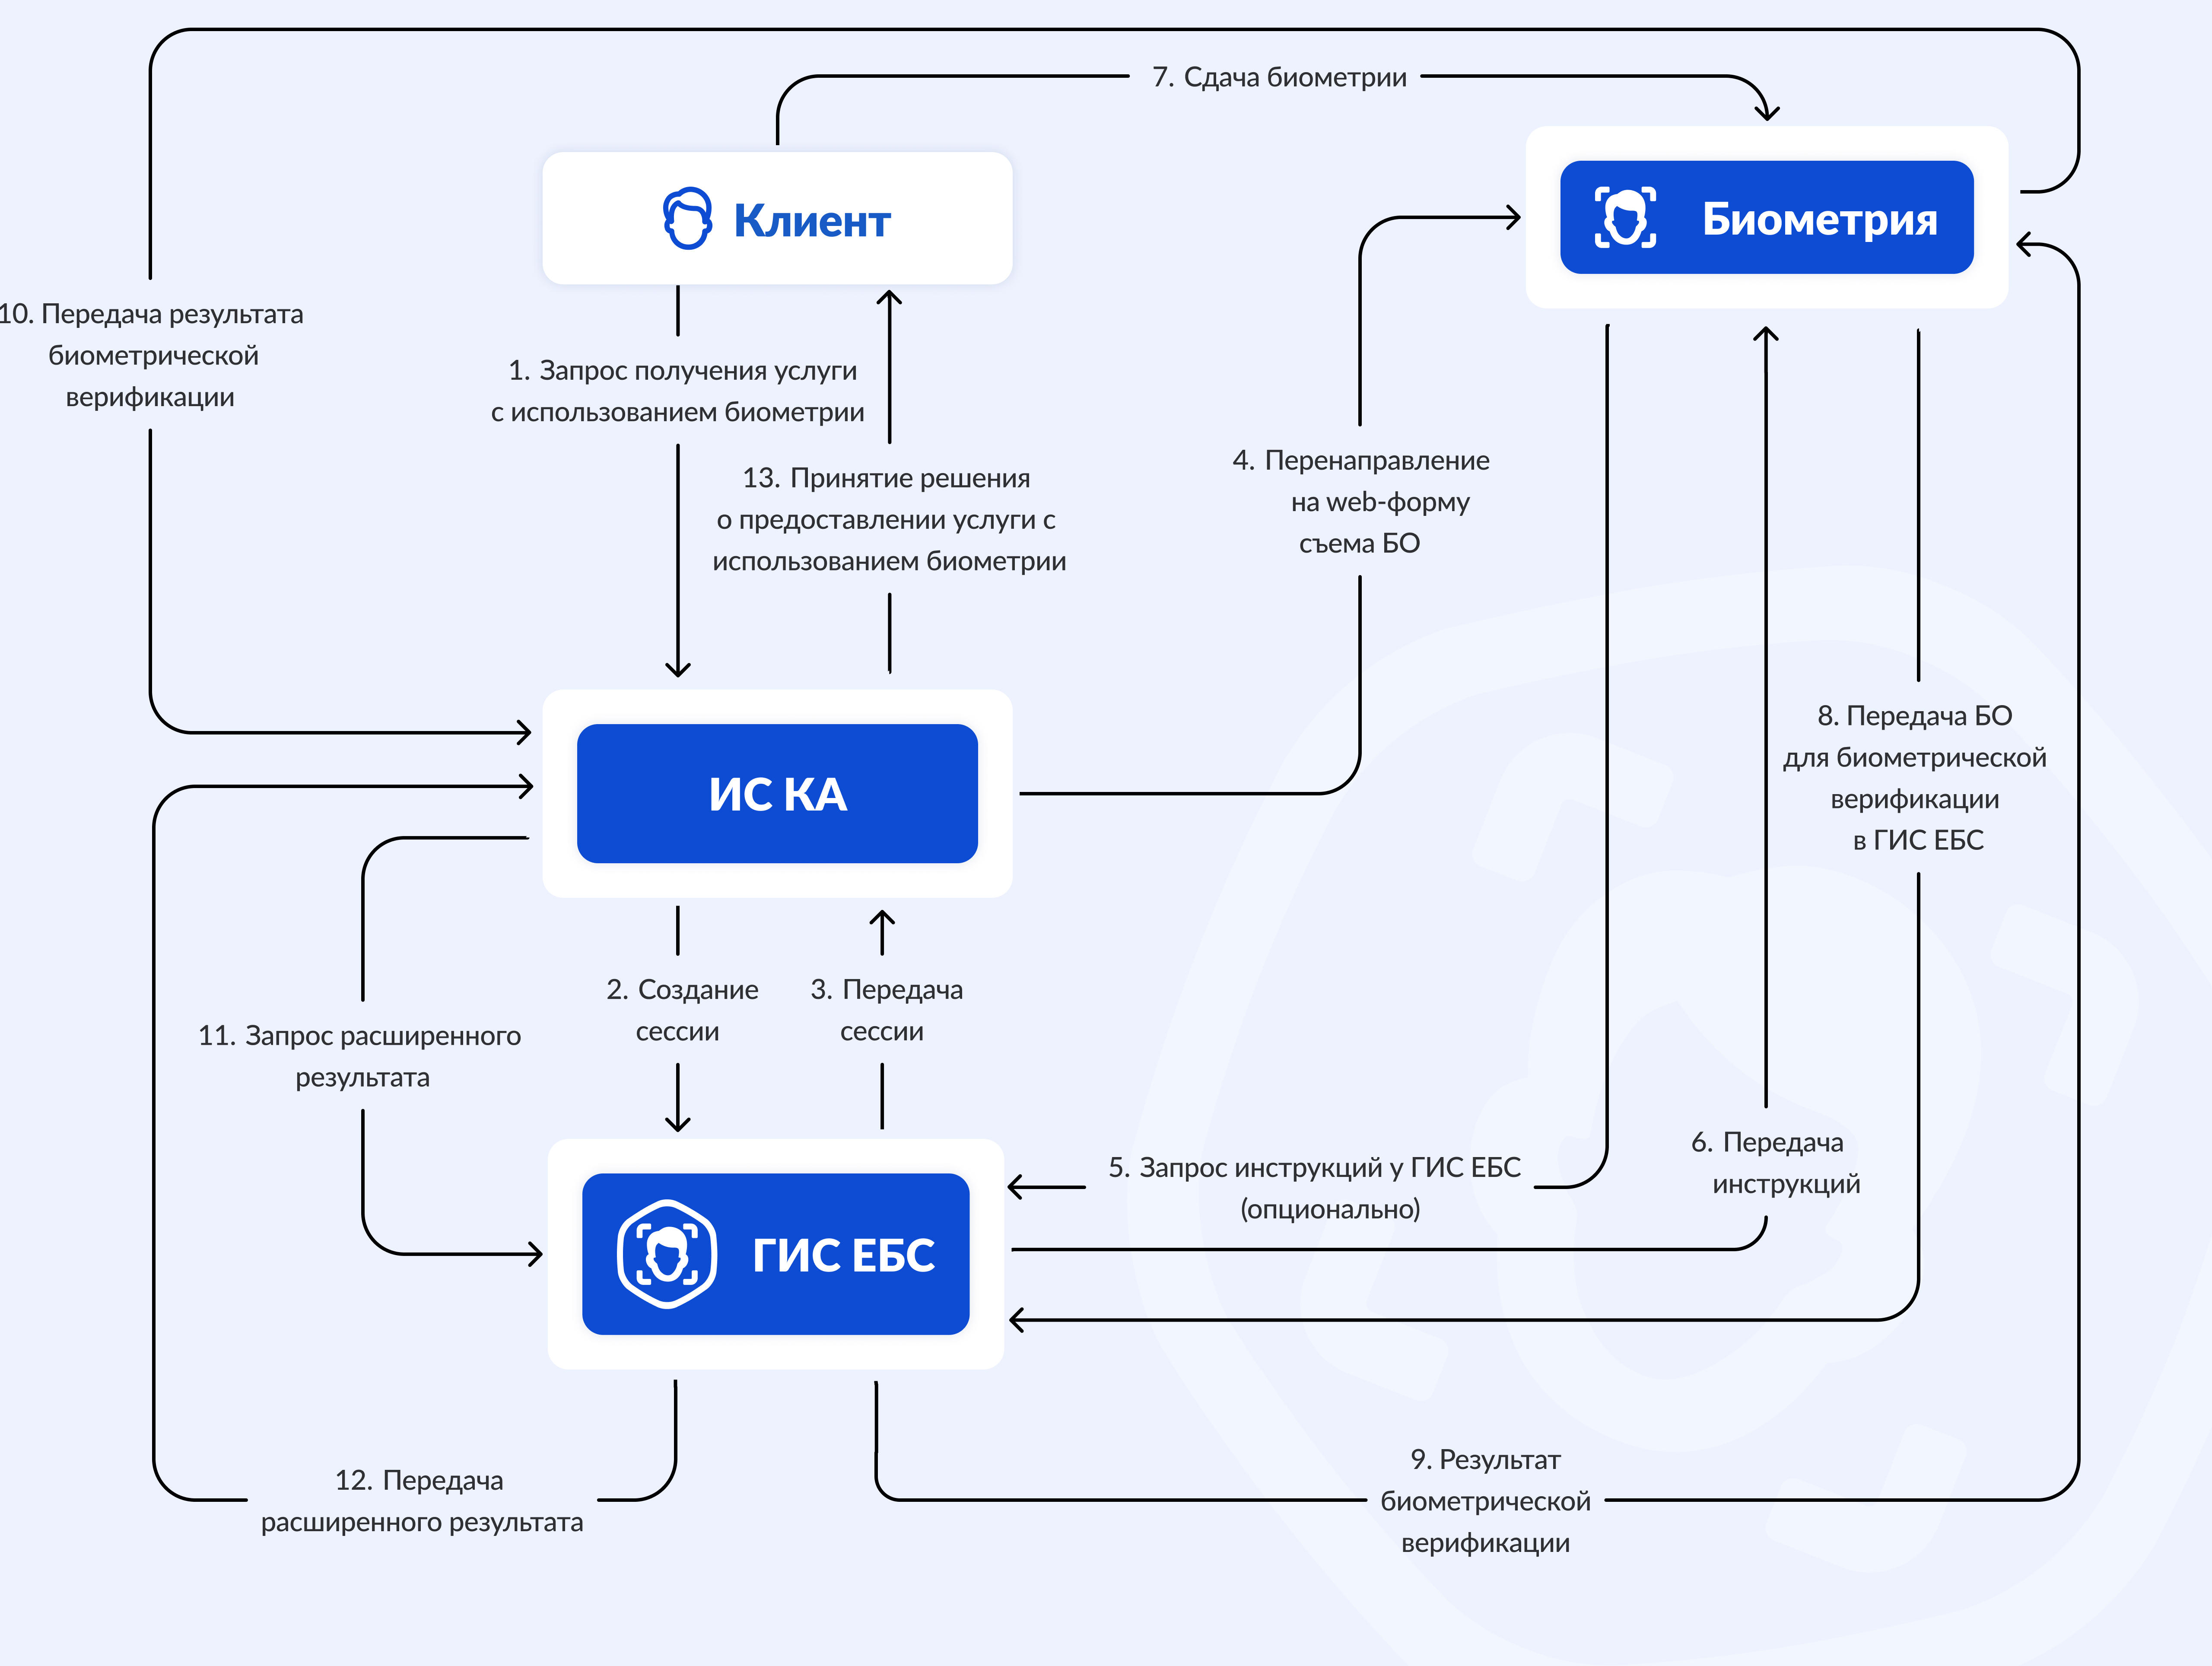 7. Сдача биометрии
Клиент
Биометрия
10. Передача результата
биометрической
верификации
1. Запрос получения услуги
с использованием биометрии
13. Принятие решения
о предоставлении услуги с
использованием биометрии
4. Перенаправление
на web-форму
съема БО
ИС КА
8. Передача БО
для биометрической
верификации
в ГИС ЕБС
2. Создание
сессии
3. Передача
сессии
11. Запрос расширенного
результата
5. Запрос инструкций у ГИС ЕБС
(опционально)
6. Передача
инструкций
ГИС ЕБС
12. Передача
расширенного результата
9. Результат
биометрической
верификации